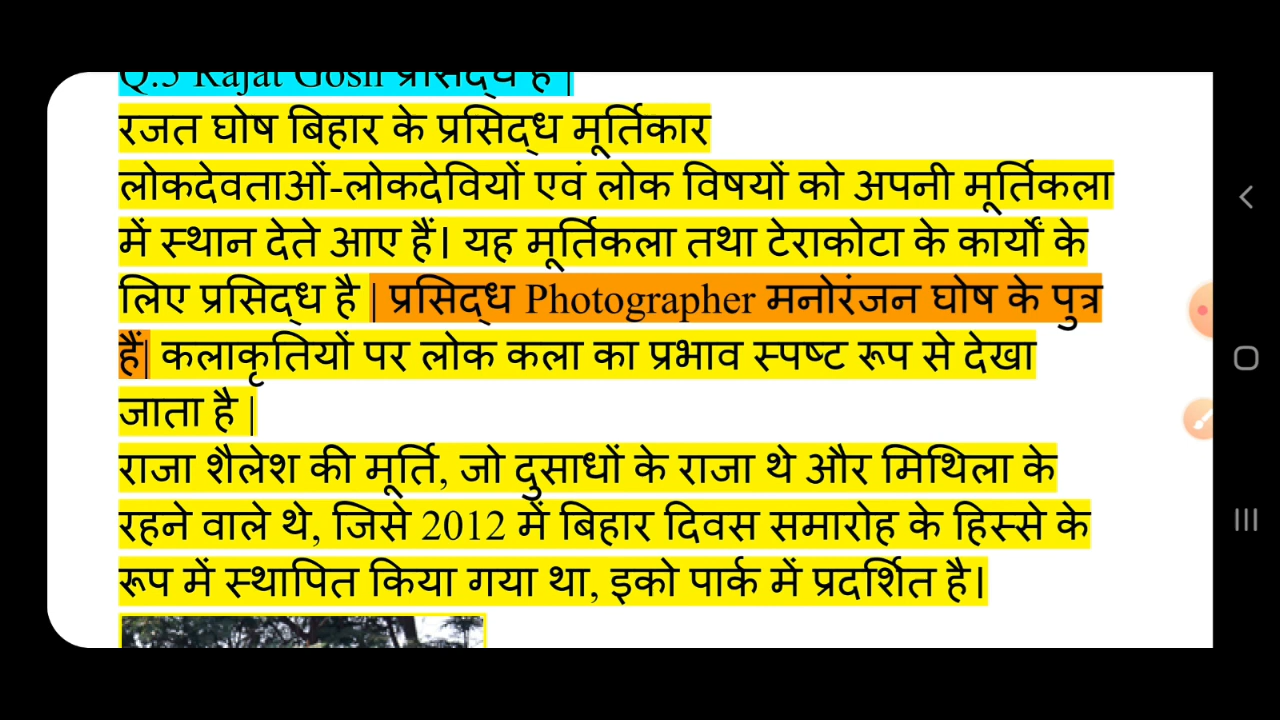 Q.5 Rajat Gosh प्रसिद्ध है |
रजत घोष बिहार के प्रसिद्ध मूर्तिकार
लोकदेवताओं-लोकदेवियों एवं लोक विषयों को अपनी मूर्तिकला
में स्थान देते आए हैं। यह मूर्तिकला तथा टेराकोटा के कार्यों के
लिए प्रसिद्ध है | प्रसिद्ध Photographer मनोरंजन घोष के पुत्र
हैं| कलाकृतियों पर लोक कला का प्रभाव स्पष्ट रूप से देखा
जाता है |
राजा शैलेश की मूर्ति, जो दुसाधों के राजा थे और मिथिला के
रहने वाले थे, जिसे 2012 में बिहार दिवस समारोह के हिस्से के
रूप में स्थापित किया गया था, इको पार्क में प्रदर्शित है।